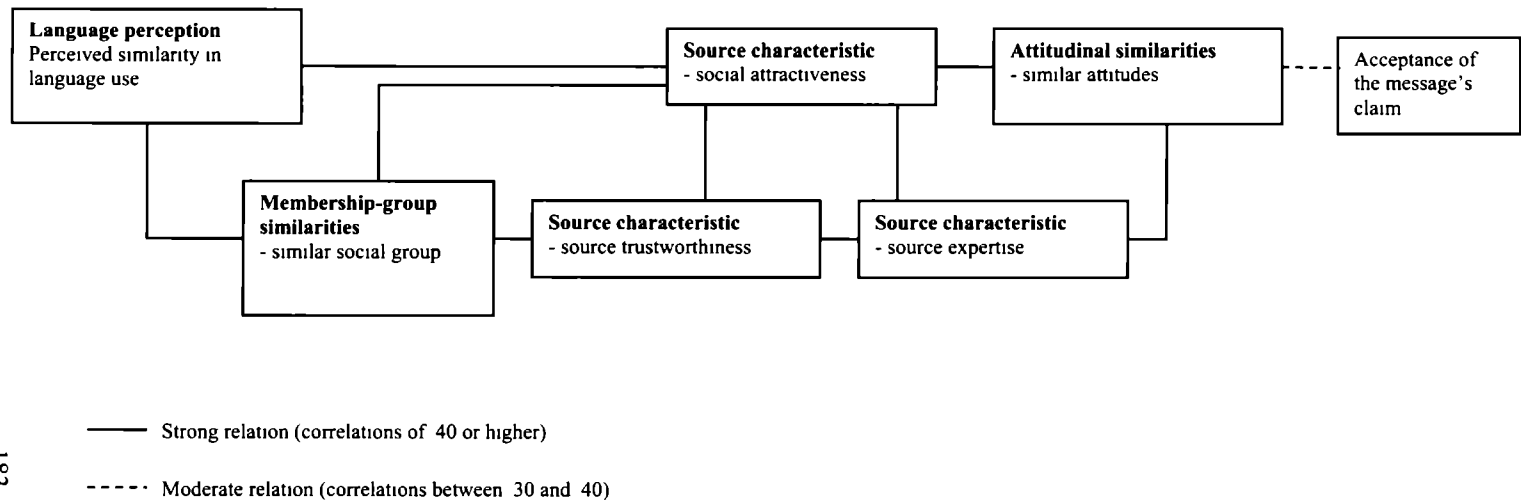 Language perception
Perceived similarity in
language use
Source characteristic
- social attractiveness
Attitudinal similarities
- similar attitudes
Acceptance of
the message's
claim
Membership-group
similarities
- similar social group
Source characteristic
- source trustworthiness
Source characteristic
- source expertise
Strong relation (correlations of 40 or higher)
Moderate relation (correlations between 30 and 40)